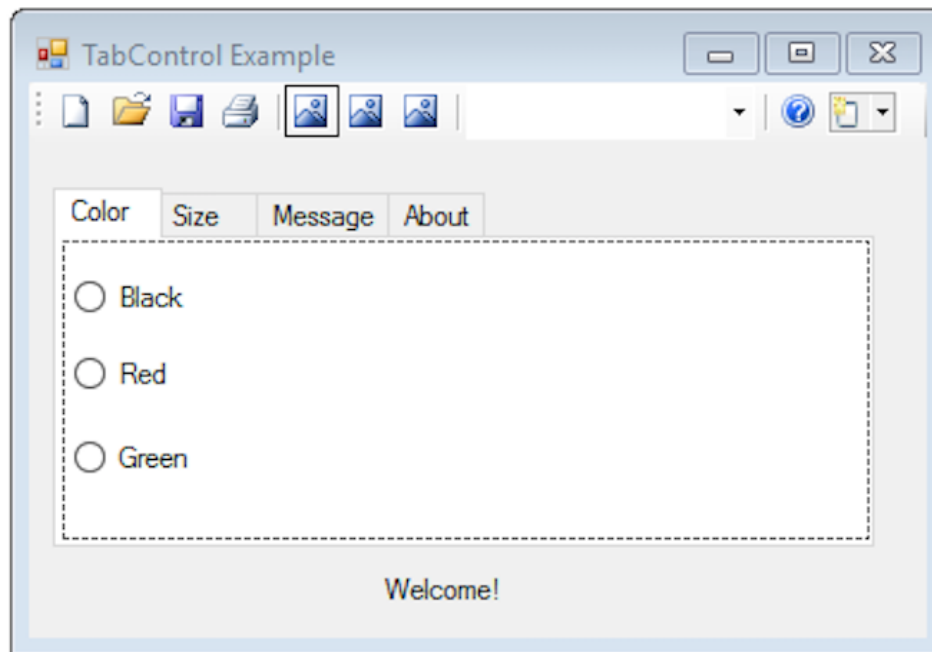 TabControl Example
Color Size Message About
Black
Red
Green
Welcome!